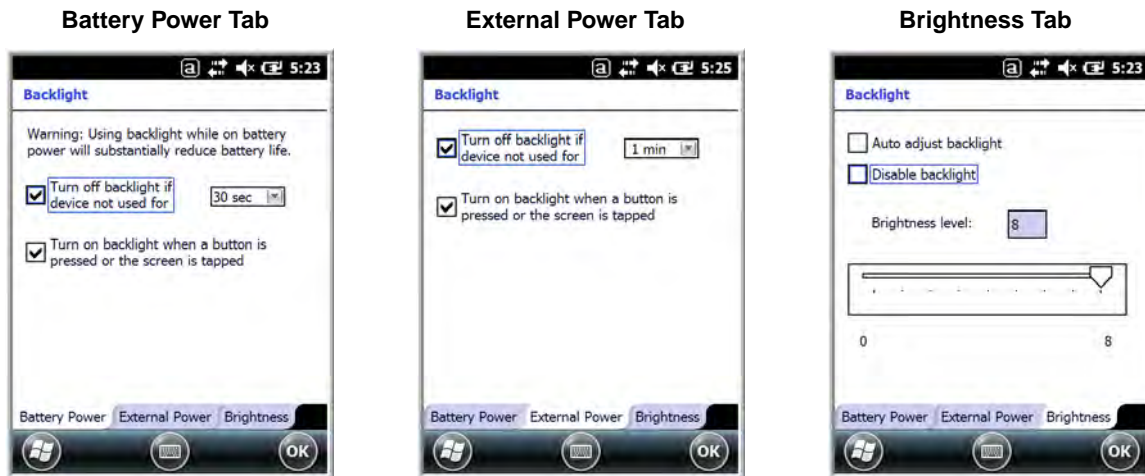 Battery Power Tab
a 5:23
Backlight
Warning: Using backlight while on battery
power will substantially reduce battery life.
Turn off backlight if
device not used for
30 sec
Turn on backlight when a button is
pressed or the screen is tapped
Battery Power External Power Brightness
OK
External Power Tab
a 5:25
Backlight
Turn off backlight if
device not used for
1 min
Turn on backlight when a button is
pressed or the screen is tapped
Battery Power External Power Brightness
OK
Brightness Tab
a 5:23
Backlight
Auto adjust backlight
Disable backlight
Brightness level: 8
0 8
Battery Power External Power Brightness
OK